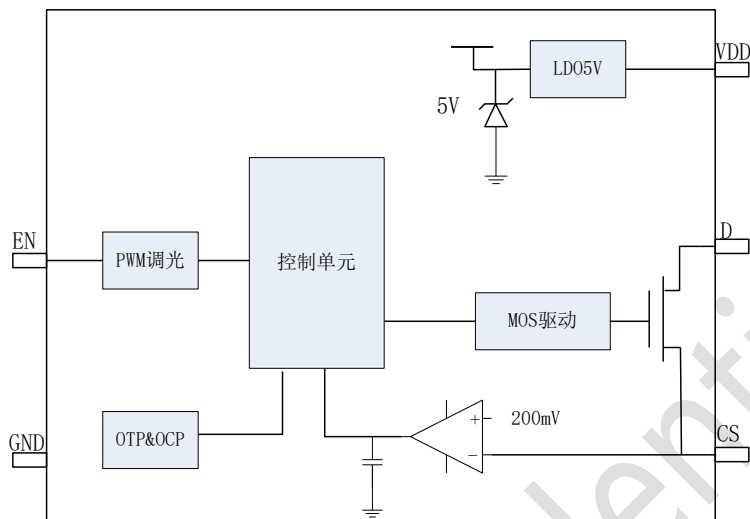 VDD
LDO5V
5V
EN
PWM调光
控制单元
D
MOS驱动
GND
OTP&OCP
+
200mV
-
CS
denti